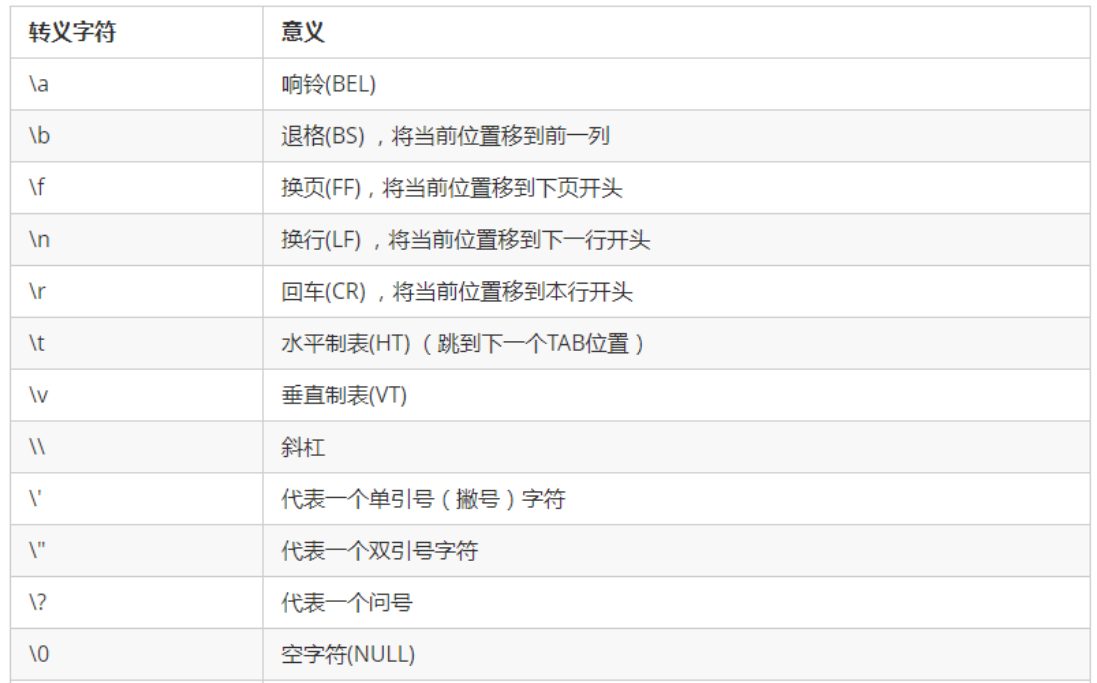 转义字符 意义
\a 响铃(BEL)
\b 退格(BS) ，将当前位置移到前一列
\f 换页(FF)，将当前位置移到下页开头
\n 换行(LF) ，将当前位置移到下一行开头
\r 回车(CR) ，将当前位置移到本行开头
\t 水平制表(HT) （跳到下一个TAB位置）
\v 垂直制表(VT)
\\ 斜杠
\' 代表一个单引号（撇号）字符
\" 代表一个双引号字符
\? 代表一个问号
\0 空字符(NULL)